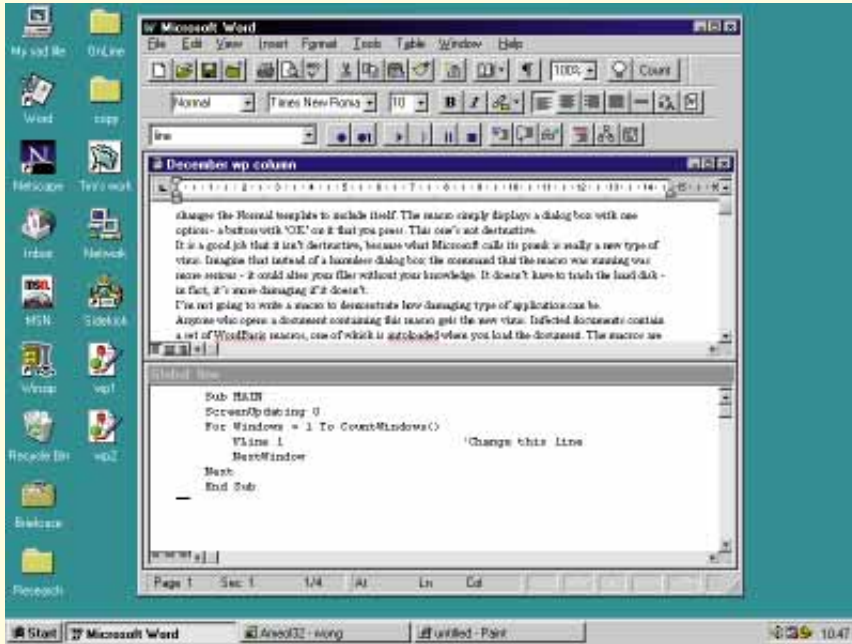 Microsoft Word
File Edit View Insert Format Tools Table Window Help
100% Count
Normal Times New Roma 10 B I
line
December wp column
changes the Normal template to include itself. The macro simply displays a dialog box with one
option - a button with 'OK' on it that you press. This one's not destructive.
It is a good job that it isn't destructive, because what Microsoft calls its prank is really a new type of
virus. Imagine that instead of a harmless dialog box, the command that the macro was running was
more serious - it could alter your files without your knowledge. It doesn't have to trash the hard disk -
in fact, it's more damaging if it doesn't.
I'm not going to write a macro to demonstrate how damaging type of application can be.
Anyone who opens a document containing this macro gets the new virus. Infected documents contain
a set of WordBasic macros, one of which is autoloaded when you load the document. The macros are
Global: line
Sub MAIN
ScreenUpdating 0
For Windows = 1 To CountWindows()
VLine 1 'Change this line
NextWindow
Next
End Sub
Page 1 Sec 1 1/4 At Ln Col
My sad file
OnLine
Word
copy
Netscape
Tim's work
Inbox
Network
MSN
Sidekick
Winzip
wp1
Recycle Bin
wp2
Briefcase
Research
Start Microsoft Word Ameol32 - wong untitled - Paint 10:47